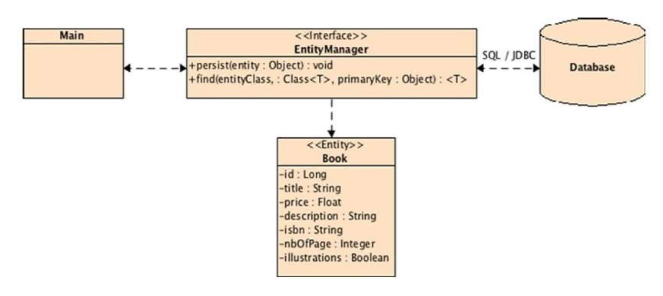 Main
<<Interface>>
EntityManager
+persist(entity : Object) : void
+find(entityClass, : Class<T>, primaryKey : Object) : <T>
SQL / JDBC
Database
<<Entity>>
Book
-id : Long
-title : String
-price : Float
-description : String
-isbn : String
-nbOfPage : Integer
-illustrations : Boolean